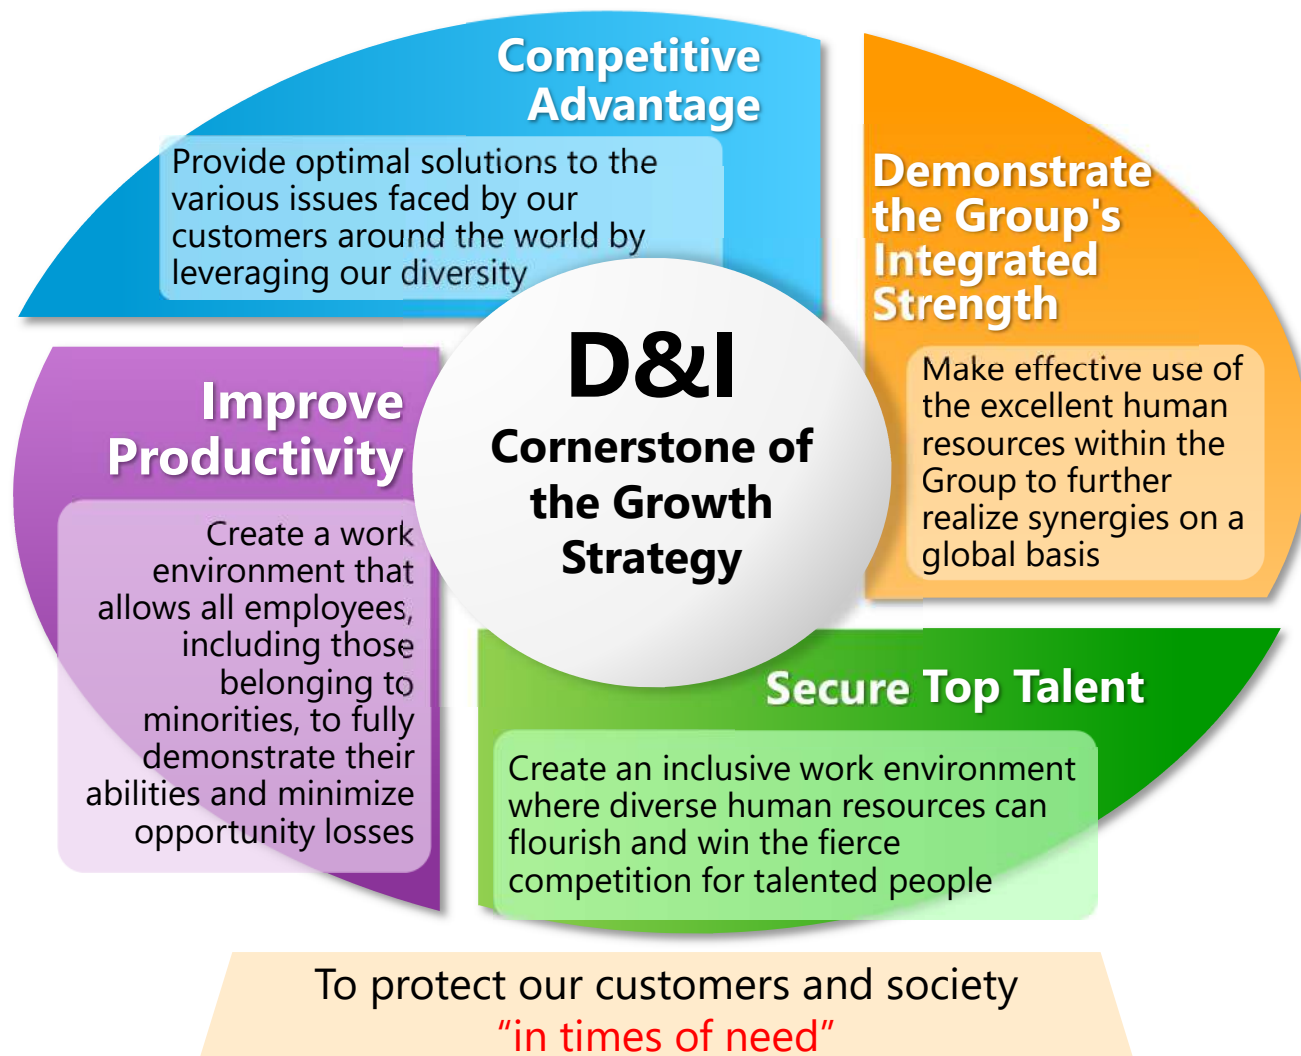 Competitive
Advantage
Provide optimal solutions to the
various issues faced by our
customers around the world by
leveraging our diversity
Demonstrate
the Group's
Integrated
Strength
Make effective use of
the excellent human
resources within the
Group to further
realize synergies on a
global basis
D&I
Cornerstone of
the Growth
Strategy
Improve
Productivity
Create a work
environment that
allows all employees,
including those
belonging to
minorities, to fully
demonstrate their
abilities and minimize
opportunity losses
Secure Top Talent
Create an inclusive work environment
where diverse human resources can
flourish and win the fierce
competition for talented people
To protect our customers and society
“in times of need”